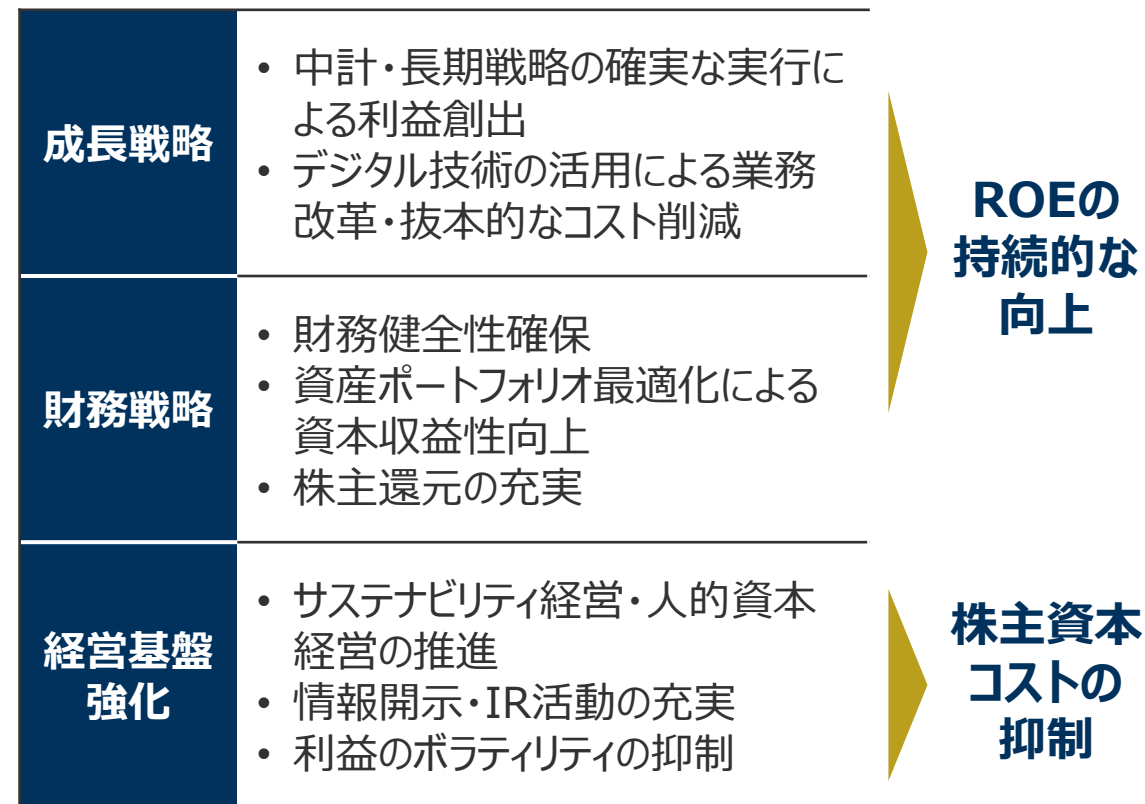 成長戦略
• 中計・長期戦略の確実な実行に
よる利益創出
• デジタル技術の活用による業務
改革・抜本的なコスト削減
財務戦略
• 財務健全性確保
• 資産ポートフォリオ最適化による
資本収益性向上
• 株主還元の充実
ROEの
持続的な
向上
経営基盤
強化
• サステナビリティ経営・人的資本
経営の推進
• 情報開示・IR活動の充実
• 利益のボラティリティの抑制
株主資本
コストの
抑制